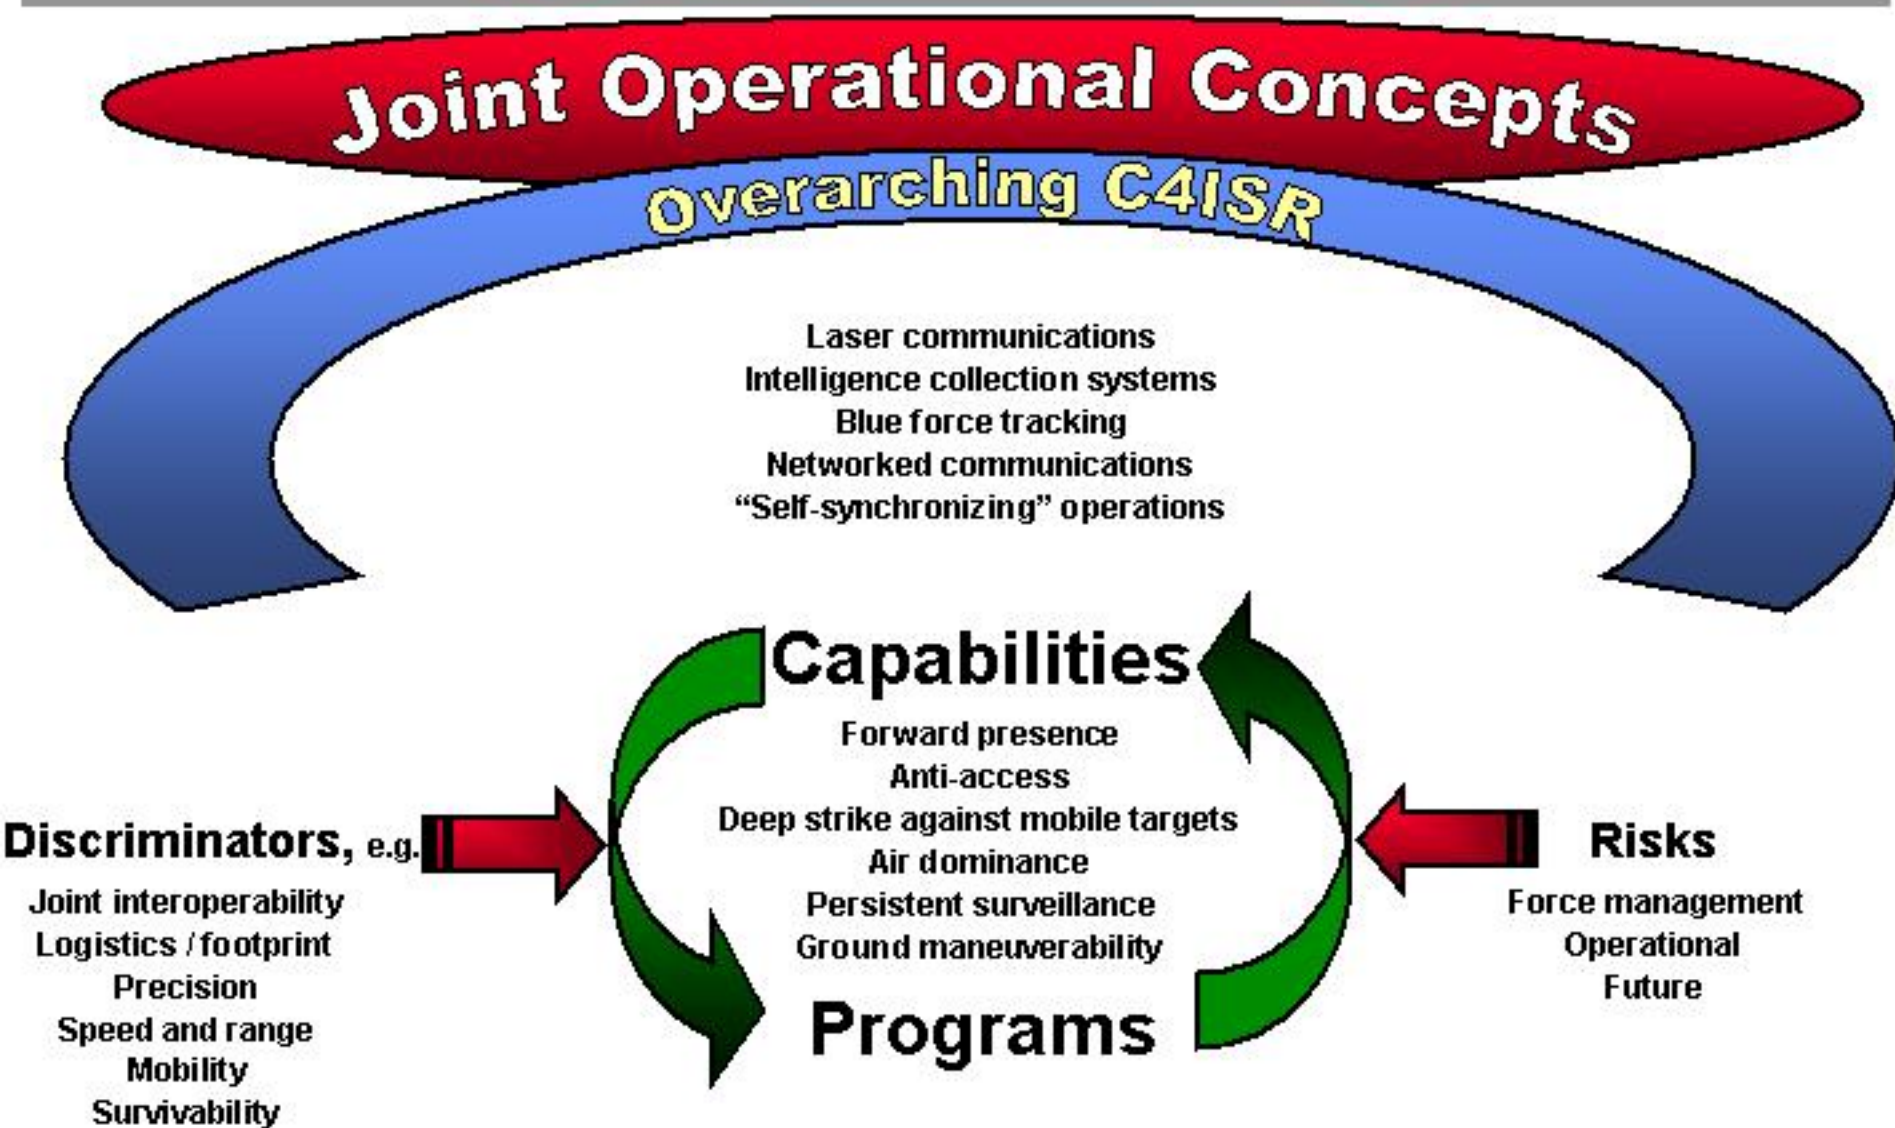 Joint Operational Concepts
Overarching C4ISR
Laser communications
Intelligence collection systems
Blue force tracking
Networked communications
“Self-synchronizing” operations
Capabilities
Forward presence
Anti-access
Deep strike against mobile targets
Air dominance
Persistent surveillance
Ground maneuverability
Programs
Discriminators, e.g.
Joint interoperability
Logistics / footprint
Precision
Speed and range
Mobility
Survivability
Risks
Force management
Operational
Future